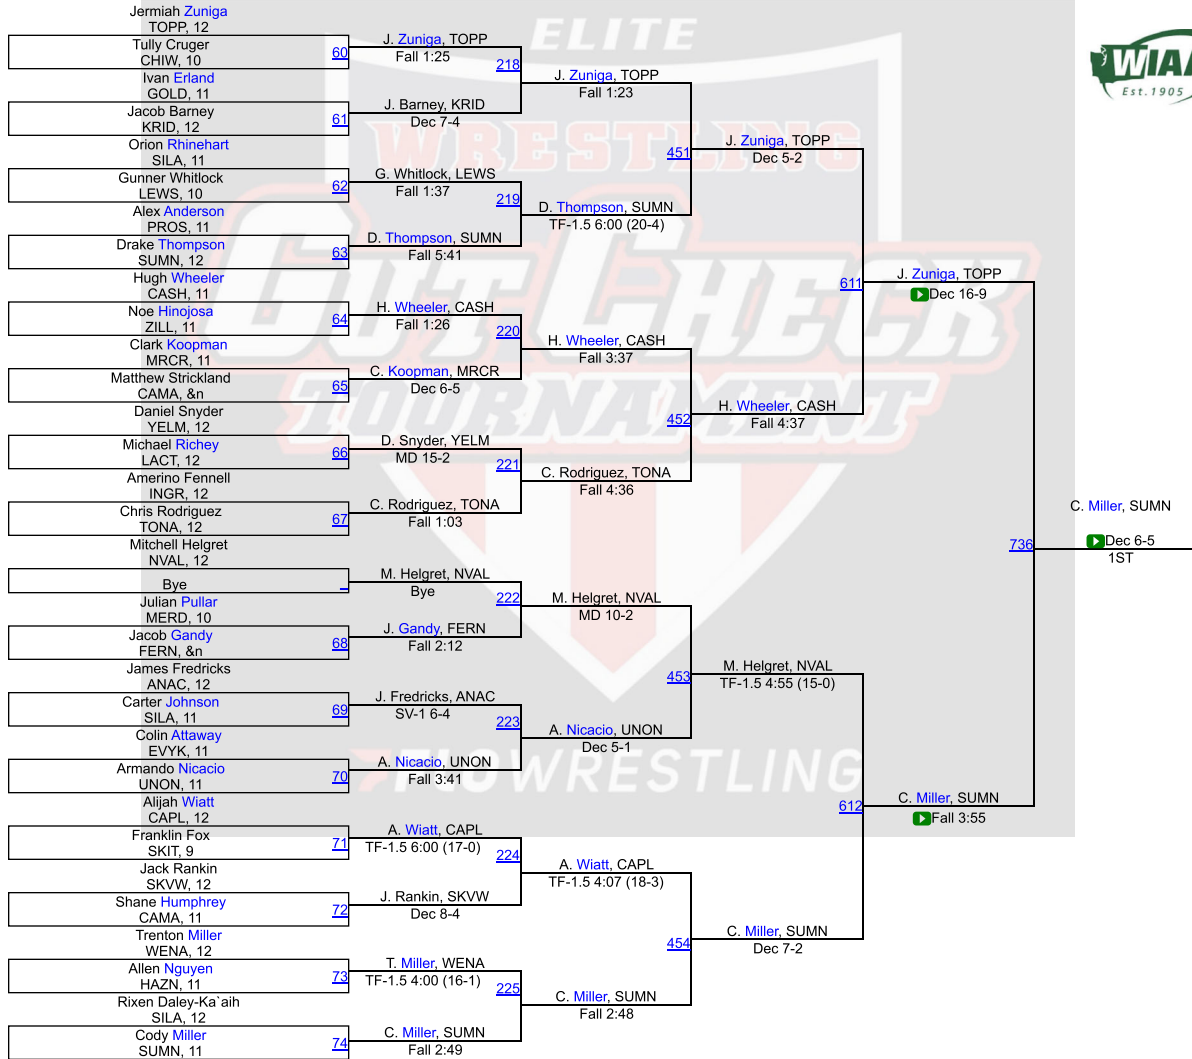 Jermiah Zuniga
TOPP, 12
Tully Cruger
CHIW, 10
60
Ivan Erland
GOLD, 11
Jacob Barney
KRID, 12
61
Orion Rhinehart
SILA, 11
Gunner Whitlock
LEWS, 10
62
Alex Anderson
PROS, 11
Drake Thompson
SUMN, 12
63
Hugh Wheeler
CASH, 11
Noe Hinojosa
ZILL, 11
64
Clark Koopman
MRCR, 11
Matthew Strickland
CAMA, &n
65
Daniel Snyder
YELM, 12
Michael Richey
LACT, 12
66
Amerino Fennell
INGR, 12
Chris Rodriguez
TONA, 12
67
Mitchell Helgret
NVAL, 12
Bye
Julian Pullar
MERD, 10
Jacob Gandy
FERN, &n
68
James Fredricks
ANAC, 12
Carter Johnson
SILA, 11
69
Colin Attaway
EVYK, 11
Armando Nicacio
UNON, 11
70
Alijah Wiatt
CAPL, 12
Franklin Fox
SKIT, 9
71
Jack Rankin
SKVW, 12
Shane Humphrey
CAMA, 11
72
Trenton Miller
WENA, 12
Allen Nguyen
HAZN, 11
73
Rixen Daley-Ka`aih
SILA, 12
Cody Miller
SUMN, 11
74
J. Zuniga, TOPP
Fall 1:25
218
J. Barney, KRID
Dec 7-4
G. Whitlock, LEWS
Fall 1:37
219
D. Thompson, SUMN
Fall 5:41
H. Wheeler, CASH
Fall 1:26
220
C. Koopman, MRCR
Dec 6-5
D. Snyder, YELM
MD 15-2
221
C. Rodriguez, TONA
Fall 1:03
M. Helgret, NVAL
Bye
222
J. Gandy, FERN
Fall 2:12
J. Fredricks, ANAC
SV-1 6-4
223
A. Nicacio, UNON
Fall 3:41
A. Wiatt, CAPL
TF-1.5 6:00 (17-0)
224
J. Rankin, SKVW
Dec 8-4
T. Miller, WENA
TF-1.5 4:00 (16-1)
225
C. Miller, SUMN
Fall 2:49
J. Zuniga, TOPP
Fall 1:23
451
D. Thompson, SUMN
TF-1.5 6:00 (20-4)
H. Wheeler, CASH
Fall 3:37
452
C. Rodriguez, TONA
Fall 4:36
M. Helgret, NVAL
MD 10-2
453
A. Nicacio, UNON
Dec 5-1
A. Wiatt, CAPL
TF-1.5 4:07 (18-3)
454
C. Miller, SUMN
Fall 2:48
J. Zuniga, TOPP
Dec 5-2
611
H. Wheeler, CASH
Fall 4:37
M. Helgret, NVAL
TF-1.5 4:55 (15-0)
612
C. Miller, SUMN
Dec 7-2
J. Zuniga, TOPP
Dec 16-9
736
C. Miller, SUMN
Fall 3:55
C. Miller, SUMN
Dec 6-5
1ST
ELITE
WRESTLING
GUT CHECK
TOURNAMENT
FLOWRESTLING
WIAA
Est.1905